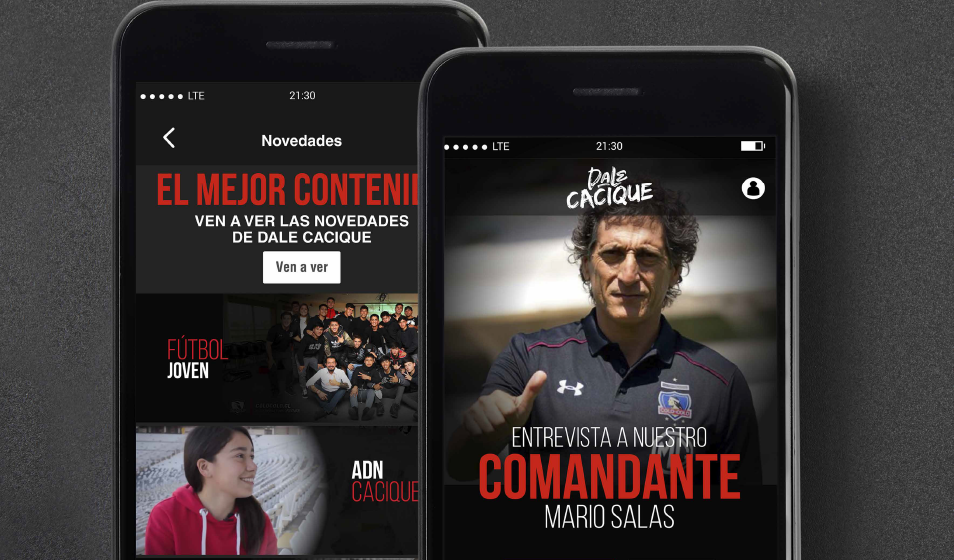 LTE
21:30
Novedades
EL MEJOR CONTENI
VEN A VER LAS NOVEDADES
DE DALE CACIQUE
Ven a ver
FÚTBOL
JOVEN
ADN
CACIQUE
LTE
21:30
DALE
CACIQUE
ENTREVISTA A NUESTRO
COMANDANTE
MARIO SALAS